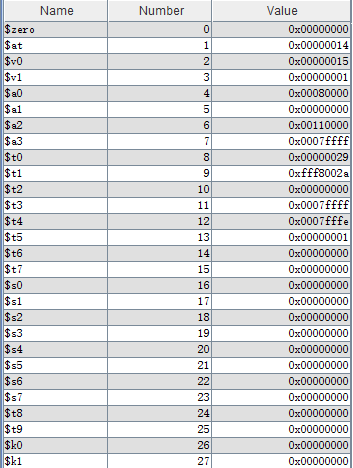 Name Number Value
$zero 0 0x00000000
$at 1 0x00000014
$v0 2 0x00000015
$v1 3 0x00000001
$a0 4 0x00080000
$a1 5 0x00000000
$a2 6 0x00110000
$a3 7 0x0007ffff
$t0 8 0x00000029
$t1 9 0xfff8002a
$t2 10 0x00000000
$t3 11 0x0007ffff
$t4 12 0x0007fffe
$t5 13 0x00000001
$t6 14 0x00000000
$t7 15 0x00000000
$s0 16 0x00000000
$s1 17 0x00000000
$s2 18 0x00000000
$s3 19 0x00000000
$s4 20 0x00000000
$s5 21 0x00000000
$s6 22 0x00000000
$s7 23 0x00000000
$t8 24 0x00000000
$t9 25 0x00000000
$k0 26 0x00000000
$k1 27 0x00000000